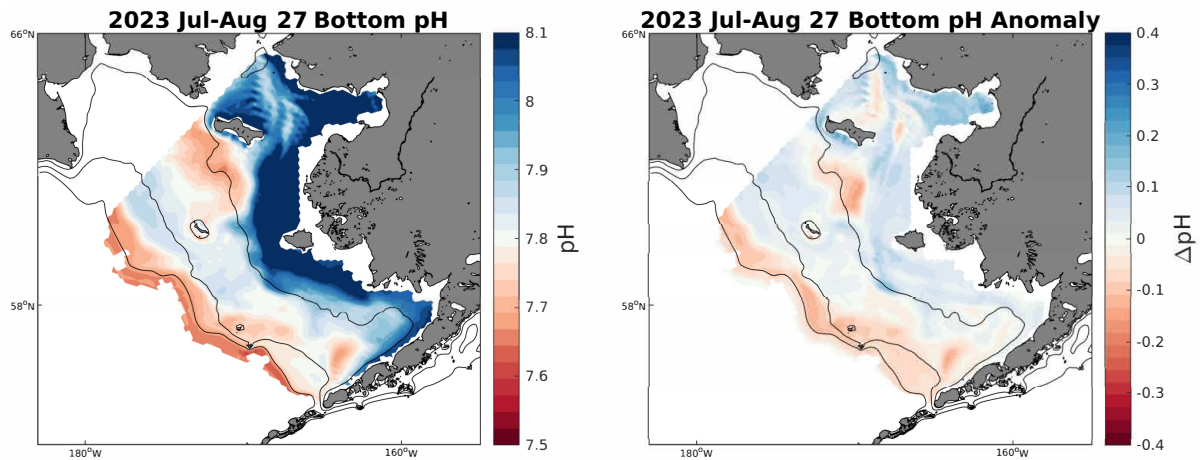 2023 Jul-Aug 27 Bottom pH
66°N
58°N
180°W
160°W
8.1
8
7.9
7.8
7.7
7.6
7.5
pH
2023 Jul-Aug 27 Bottom pH Anomaly
66°N
58°N
180°W
160°W
0.4
0.3
0.2
0.1
0
-0.1
-0.2
-0.3
-0.4
ΔpH